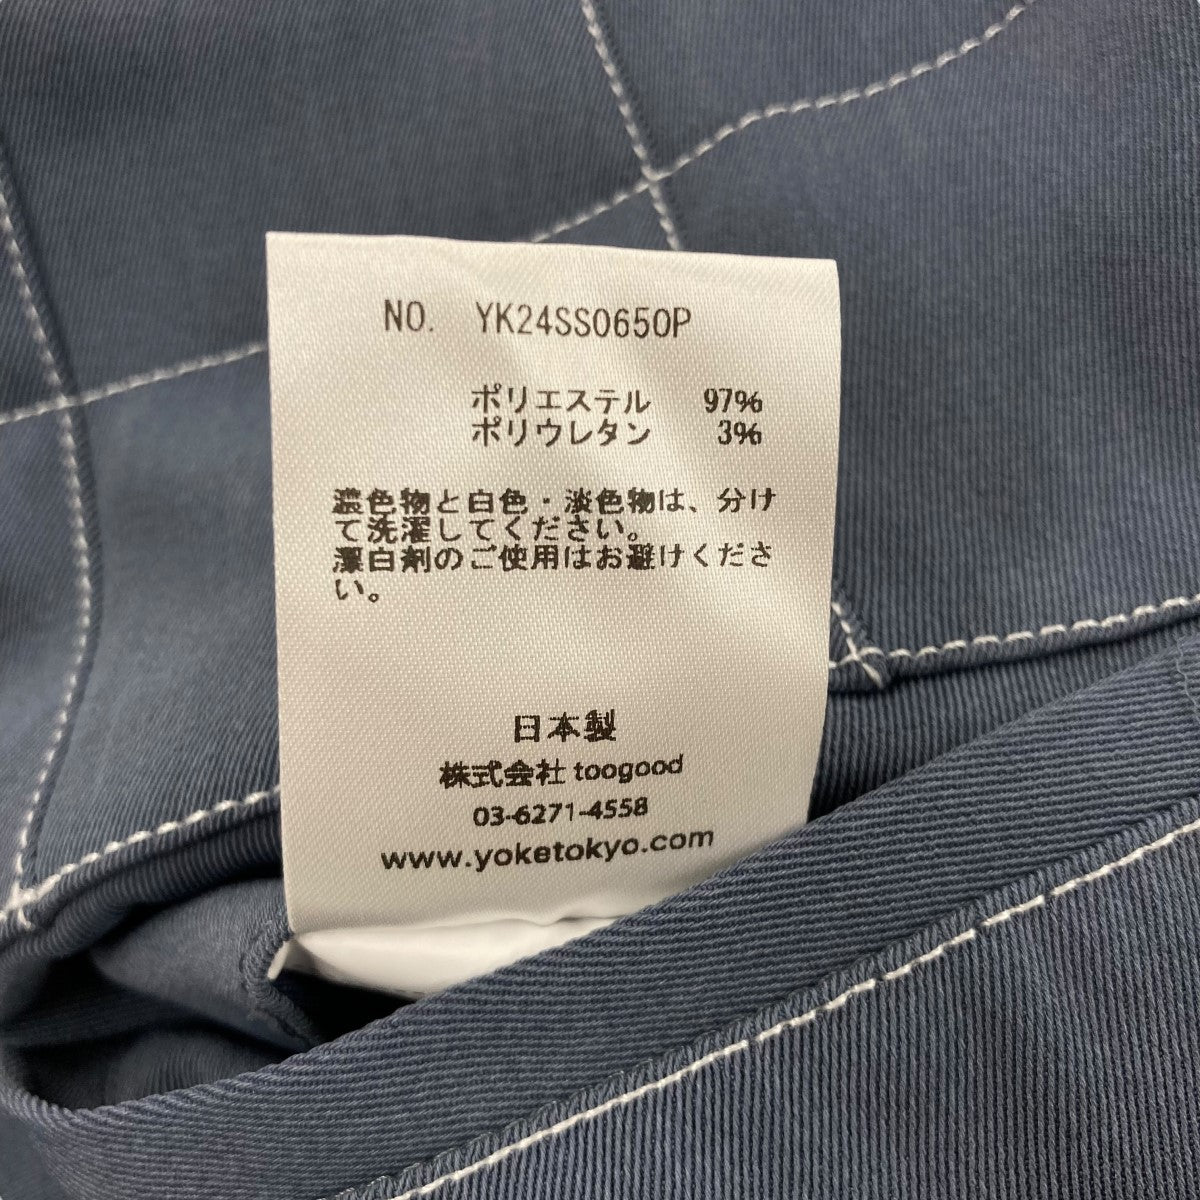 NO. YK24SS0650P
ポリエステル 97%
ポリウレタン 3%
濃色物と白色・淡色物は、分け
て洗濯してください。
漂白剤のご使用はお避けくださ
い。
日本製
株式会社 toogood
03-6271-4558
www.yoketokyo.com